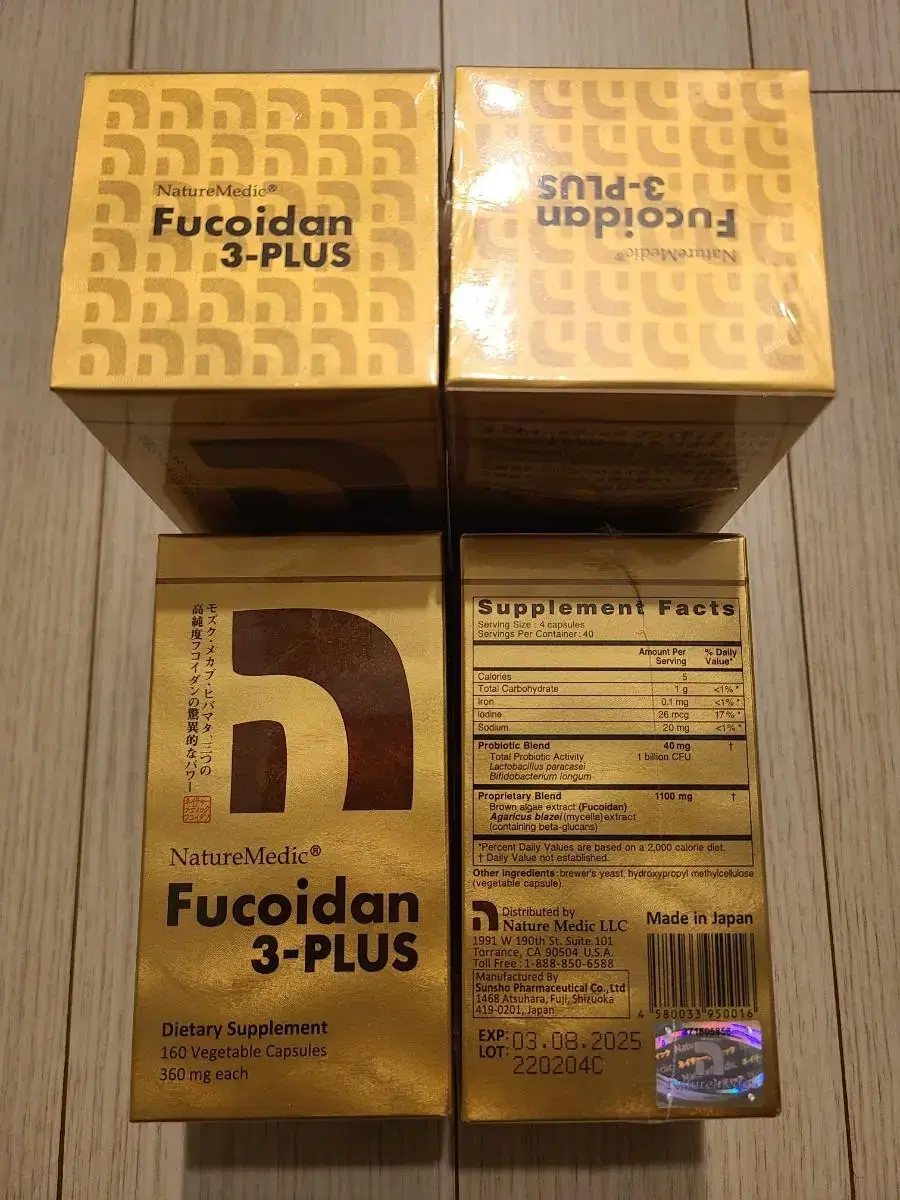 NatureMedic®
Fucoidan
3-PLUS
NatureMedic®
Fucoidan
3-PLUS
モズク・メカブ・ヒバマタ、三つの
高純度フコイダンの驚異的なパワー
NatureMedic®
Fucoidan
3-PLUS
Dietary Supplement
160 Vegetable Capsules
360 mg each
Supplement Facts
Serving Size : 4 capsules
Servings Per Container : 40
Amount Per Serving % Daily Value*
Calories 5
Total Carbohydrate 1 g <1% *
Iron 0.1 mg <1% *
Iodine 26 mcg 17% *
Sodium 20 mg <1% *
Probiotic Blend 40 mg †
Total Probiotic Activity 1 billion CFU
Lactobacillus paracasei
Bifidobacterium longum
Proprietary Blend 1100 mg †
Brown algae extract (Fucoidan)
Agaricus blazei (mycelia) extract
(containing beta-glucans)
*Percent Daily Values are based on a 2,000 calorie diet.
† Daily Value not established.
Other ingredients: brewer's yeast, hydroxypropyl methylcellulose
(vegetable capsule).
Distributed by
Nature Medic LLC
1991 W 190th St. Suite 101
Torrance, CA 90504 U.S.A.
Toll Free : 1-888-850-6588
Manufactured By
Sunsho Pharmaceutical Co.,Ltd
1468 Atsuhara, Fuji, Shizuoka
419-0201, Japan
Made in Japan
4 580033 950016
EXP: 03.08.2025
LOT: 220204C